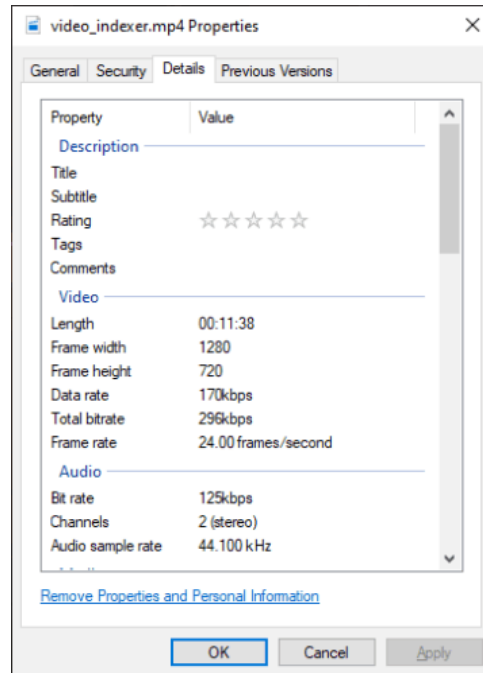 video_indexer.mp4 Properties
General Security Details Previous Versions
Property Value
Description
Title
Subtitle
Rating
Tags
Comments
Video
Length 00:11:38
Frame width 1280
Frame height 720
Data rate 170kbps
Total bitrate 296kbps
Frame rate 24.00 frames/second
Audio
Bit rate 125kbps
Channels 2 (stereo)
Audio sample rate 44.100 kHz
Remove Properties and Personal Information
OK Cancel Apply